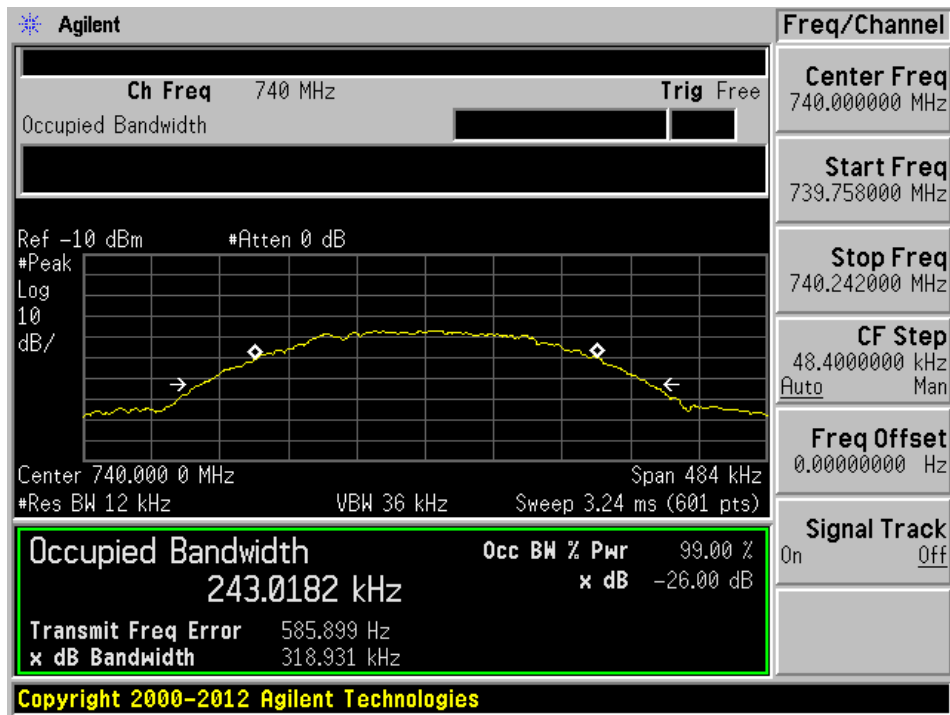 Agilent
Freq/Channel
Ch Freq 740 MHz Trig Free
Occupied Bandwidth
Ref -10 dBm #Atten 0 dB
#Peak
Log
10
dB/
Center 740.000 0 MHz Span 484 kHz
#Res BW 12 kHz VBW 36 kHz Sweep 3.24 ms (601 pts)
Occupied Bandwidth
243.0182 kHz
Occ BW % Pwr 99.00 %
x dB -26.00 dB
Transmit Freq Error 585.899 Hz
x dB Bandwidth 318.931 kHz
Copyright 2000-2012 Agilent Technologies
Center Freq
740.000000 MHz
Start Freq
739.758000 MHz
Stop Freq
740.242000 MHz
CF Step
48.4000000 kHz
Auto Man
Freq Offset
0.00000000 Hz
Signal Track
On Off